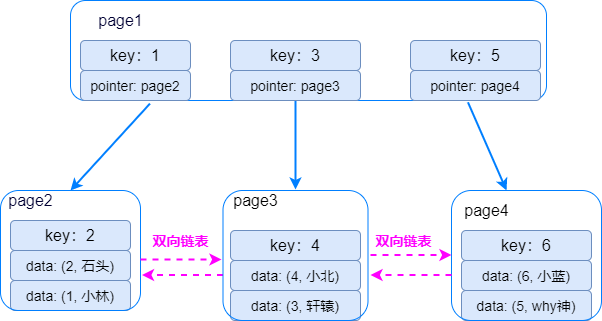 page1
key：1
pointer: page2
key：3
pointer: page3
key：5
pointer: page4
page2
key：2
data: (2, 石头)
data: (1, 小林)
双向链表
page3
key：4
data: (4, 小北)
data: (3, 轩辕)
双向链表
page4
key：6
data: (6, 小蓝)
data: (5, why神)